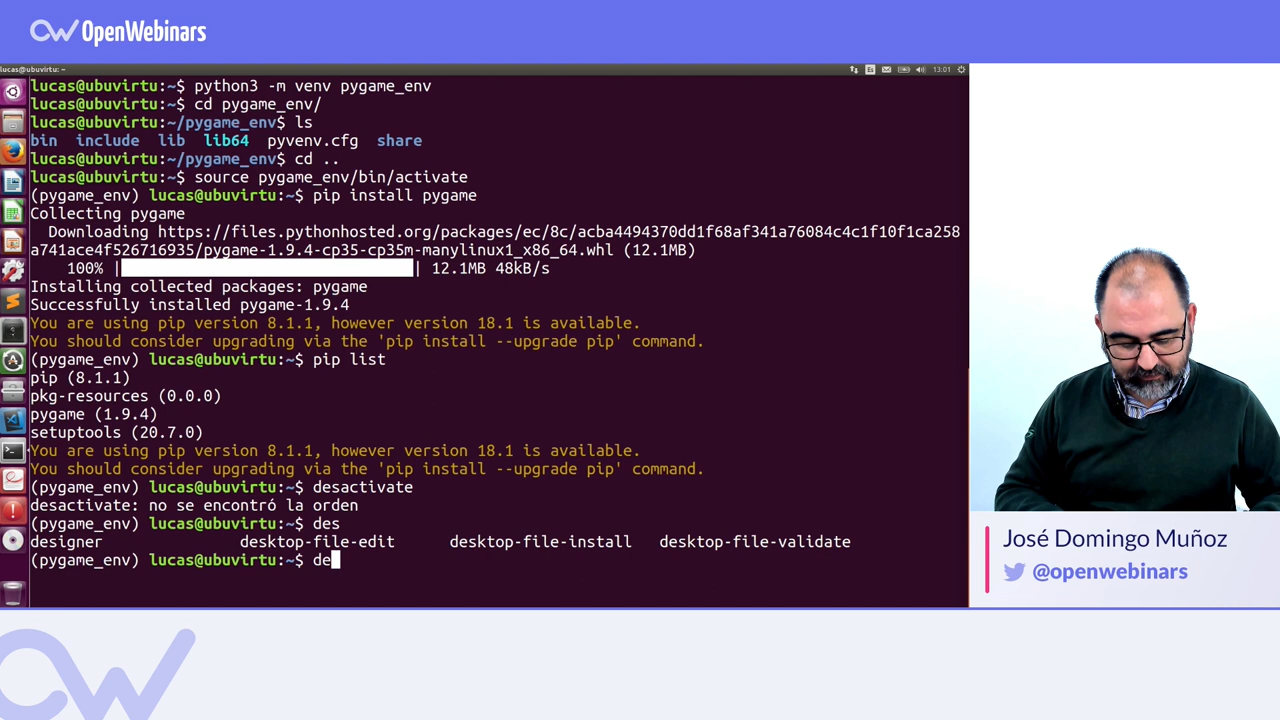 OpenWebinars
lucas@ubuvirtu: ~
Es
13:01
lucas@ubuvirtu:~$ python3 -m venv pygame_env
lucas@ubuvirtu:~$ cd pygame_env/
lucas@ubuvirtu:~/pygame_env$ ls
bin include lib lib64 pyvenv.cfg share
lucas@ubuvirtu:~/pygame_env$ cd ..
lucas@ubuvirtu:~$ source pygame_env/bin/activate
(pygame_env) lucas@ubuvirtu:~$ pip install pygame
Collecting pygame
Downloading https://files.pythonhosted.org/packages/ec/8c/acba4494370dd1f68af341a76084c4c1f10f1ca258
a741ace4f526716935/pygame-1.9.4-cp35-cp35m-manylinux1_x86_64.whl (12.1MB)
100% | | 12.1MB 48kB/s
Installing collected packages: pygame
Successfully installed pygame-1.9.4
You are using pip version 8.1.1, however version 18.1 is available.
You should consider upgrading via the 'pip install --upgrade pip' command.
(pygame_env) lucas@ubuvirtu:~$ pip list
pip (8.1.1)
pkg-resources (0.0.0)
pygame (1.9.4)
setuptools (20.7.0)
You are using pip version 8.1.1, however version 18.1 is available.
You should consider upgrading via the 'pip install --upgrade pip' command.
(pygame_env) lucas@ubuvirtu:~$ desactivate
desactivate: no se encontró la orden
(pygame_env) lucas@ubuvirtu:~$ des
designer desktop-file-edit desktop-file-install desktop-file-validate
(pygame_env) lucas@ubuvirtu:~$ de
José Domingo Muñoz
@openwebinars